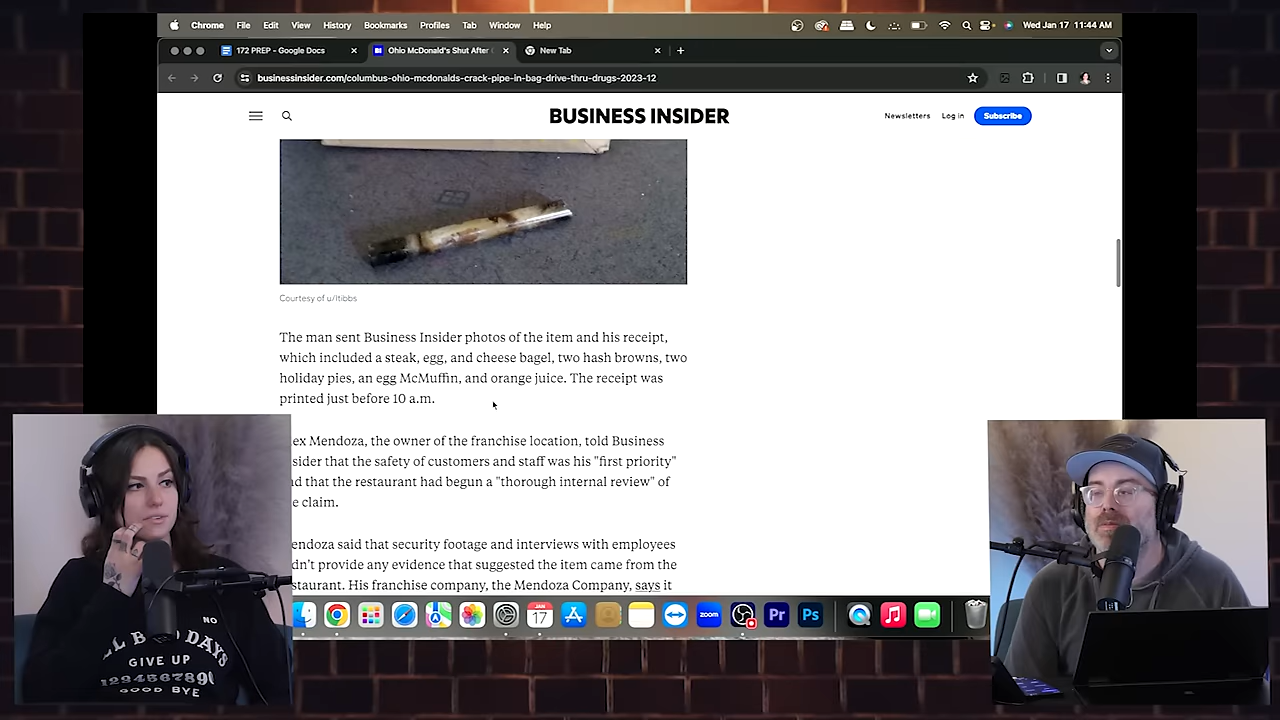 Chrome File Edit View History Bookmarks Profiles Tab Window Help
Wed Jan 17 11:44 AM
172 PREP - Google Docs
Ohio McDonald's Shut After
New Tab
businessinsider.com/columbus-ohio-mcdonalds-crack-pipe-in-bag-drive-thru-drugs-2023-12
BUSINESS INSIDER
Newsletters Log in Subscribe
Courtesy of u/ltibbs
The man sent Business Insider photos of the item and his receipt,
which included a steak, egg, and cheese bagel, two hash browns, two
holiday pies, an egg McMuffin, and orange juice. The receipt was
printed just before 10 a.m.
ex Mendoza, the owner of the franchise location, told Business
sider that the safety of customers and staff was his "first priority"
d that the restaurant had begun a "thorough internal review" of
e claim.
endoza said that security footage and interviews with employees
dn't provide any evidence that suggested the item came from the
staurant. His franchise company, the Mendoza Company, says it
JAN
17
zoom
Pr
Ps
NO
GIVE UP
GOOD BYE